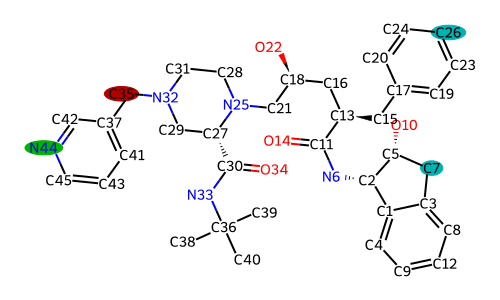 C24 C26
O22 C20 C23
C31 C28 C18 C16 C17 C19
C35 N32 N25 C21 C13 C15
C42 C37 C29 C27 O14 C11 O10
N44 C41 C30 O34 N6 C2 C5 C7
C45 C43 N33 C1 C3
C36 C39 C4 C8
C38 C40 C9 C12